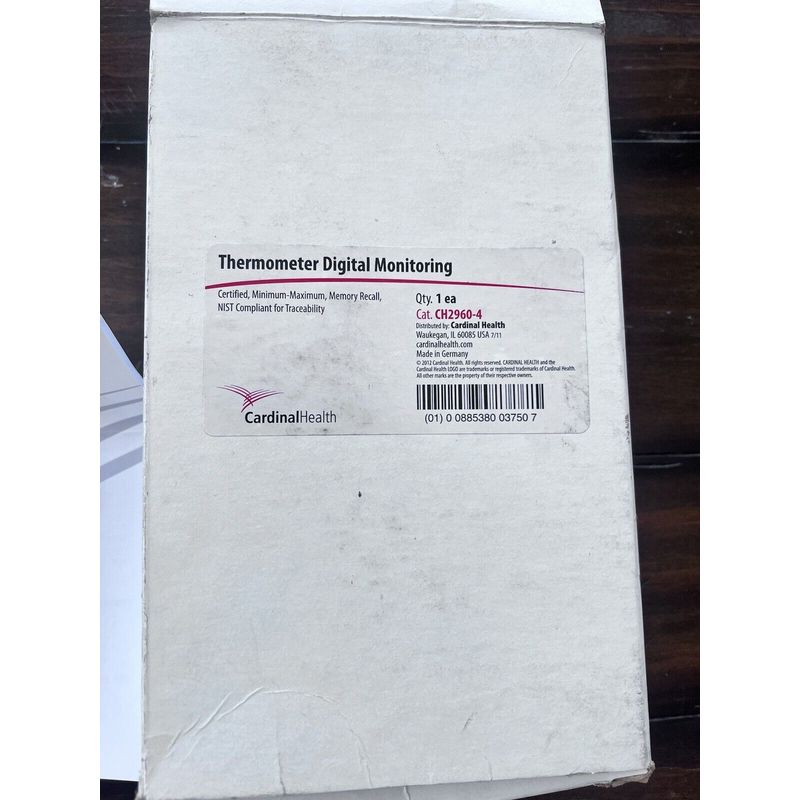 Thermometer Digital Monitoring
Certified, Minimum-Maximum, Memory Recall,
NIST Compliant for Traceability
Qty. 1 ea
Cat. CH2960-4
Distributed by: Cardinal Health
Waukegan, IL 60085 USA 7/11
cardinalhealth.com
Made in Germany
© 2012 Cardinal Health. All rights reserved. CARDINAL HEALTH and the
Cardinal Health LOGO are trademarks or registered trademarks of Cardinal Health.
All other marks are the property of their respective owners.
CardinalHealth
(01) 0 0885380 03750 7